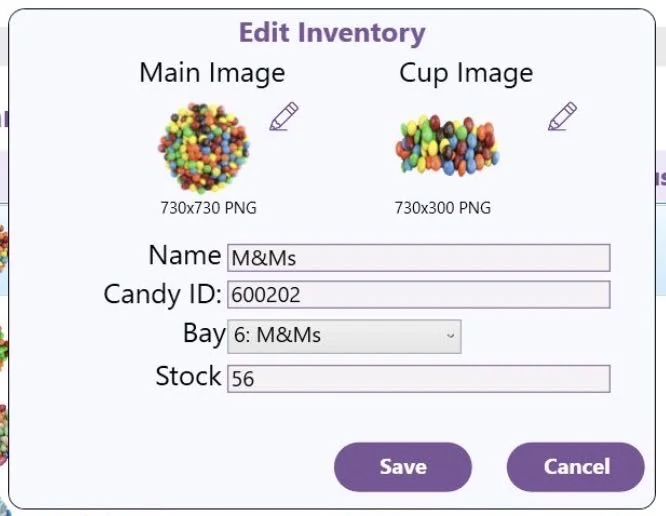 Edit Inventory
Main Image
Cup Image
730x730 PNG
730x300 PNG
Name M&Ms
Candy ID: 600202
Bay 6: M&Ms
Stock 56
Save
Cancel